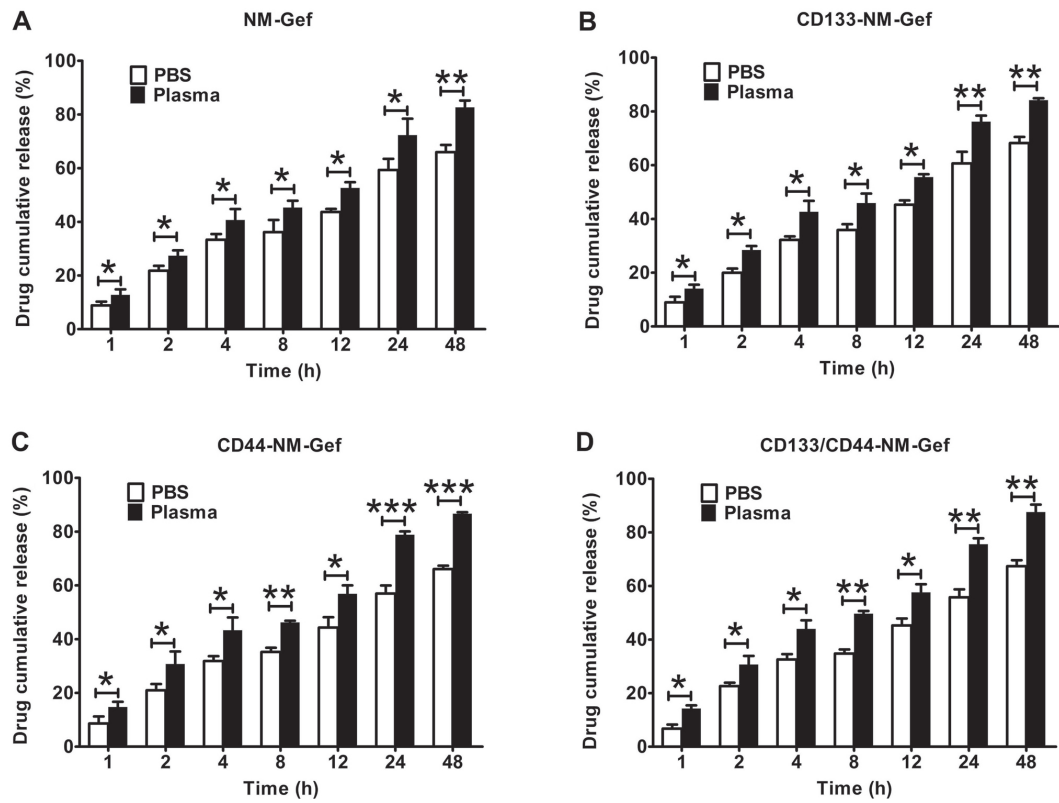 A
NM-Gef
Drug cumulative release (%)
100
80
60
40
20
0
PBS
Plasma
*
*
*
*
*
*
**
1 2 4 8 12 24 48
Time (h)
B
CD133-NM-Gef
Drug cumulative release (%)
100
80
60
40
20
0
PBS
Plasma
*
*
*
*
*
**
**
1 2 4 8 12 24 48
Time (h)
C
CD44-NM-Gef
Drug cumulative release (%)
100
80
60
40
20
0
PBS
Plasma
*
*
*
**
*
***
***
1 2 4 8 12 24 48
Time (h)
D
CD133/CD44-NM-Gef
Drug cumulative release (%)
100
80
60
40
20
0
PBS
Plasma
*
*
*
**
*
**
**
1 2 4 8 12 24 48
Time (h)